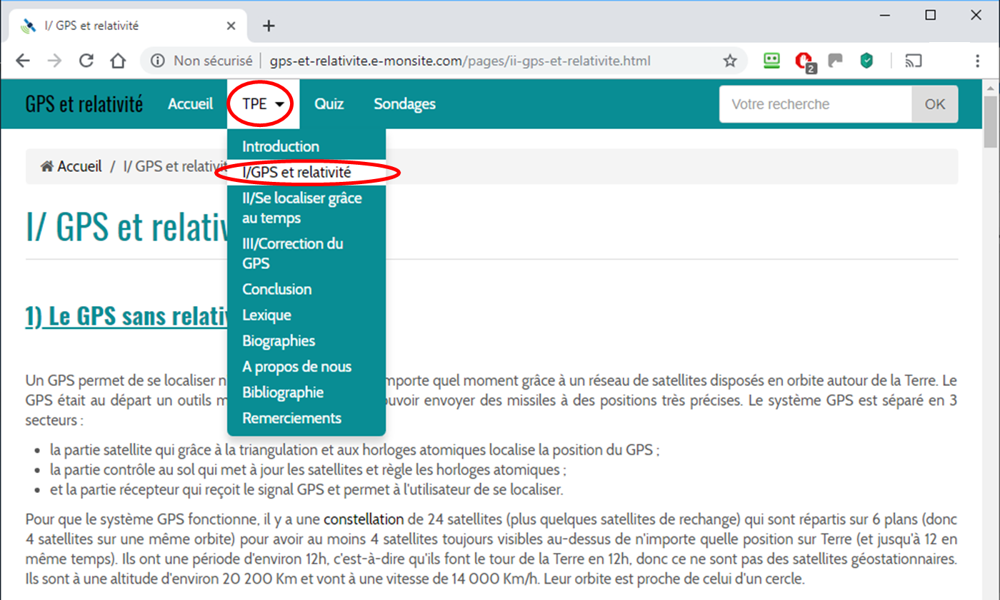 I/ GPS et relativité
Non sécurisé gps-et-relativite.e-monsite.com/pages/ii-gps-et-relativite.html
2
GPS et relativité Accueil TPE Quiz Sondages Votre recherche OK
Introduction
Accueil / I/ GPS et relativit
I/GPS et relativité
II/Se localiser grâce
au temps
I/ GPS et relativ
III/Correction du
GPS
Conclusion
1) Le GPS sans relativ
Lexique
Biographies
A propos de nous
Bibliographie
Remerciements
Un GPS permet de se localiser n mporte quel moment grâce à un réseau de satellites disposés en orbite autour de la Terre. Le
GPS était au départ un outils m ouvoir envoyer des missiles à des positions très précises. Le système GPS est séparé en 3
secteurs :
• la partie satellite qui grâce à la triangulation et aux horloges atomiques localise la position du GPS ;
• la partie contrôle au sol qui met à jour les satellites et règle les horloges atomiques ;
• et la partie récepteur qui reçoit le signal GPS et permet à l'utilisateur de se localiser.
Pour que le système GPS fonctionne, il y a une constellation de 24 satellites (plus quelques satellites de rechange) qui sont répartis sur 6 plans (donc
4 satellites sur une même orbite) pour avoir au moins 4 satellites toujours visibles au-dessus de n'importe quelle position sur Terre (et jusqu'à 12 en
même temps). Ils ont une période d'environ 12h, c'est-à-dire qu'ils font le tour de la Terre en 12h, donc ce ne sont pas des satellites géostationnaires.
Ils sont à une altitude d'environ 20 200 Km et vont à une vitesse de 14 000 Km/h. Leur orbite est proche de celui d'un cercle.